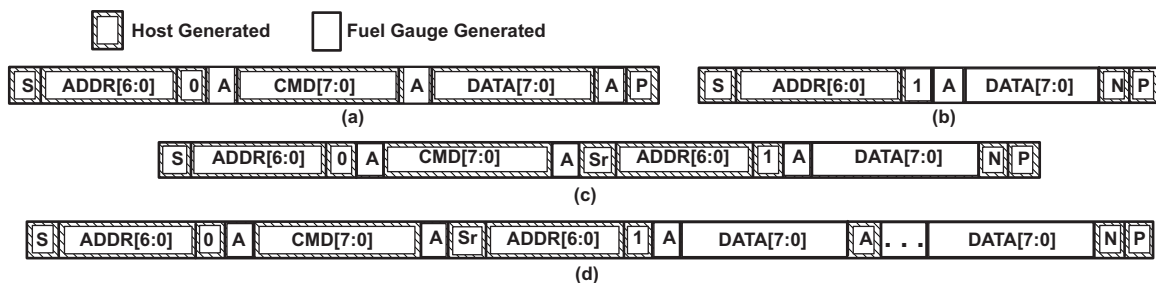 Host Generated Fuel Gauge Generated
S ADDR[6:0] 0 A CMD[7:0] A DATA[7:0] A P
(a)
S ADDR[6:0] 1 A DATA[7:0] N P
(b)
S ADDR[6:0] 0 A CMD[7:0] A Sr ADDR[6:0] 1 A DATA[7:0] N P
(c)
S ADDR[6:0] 0 A CMD[7:0] A Sr ADDR[6:0] 1 A DATA[7:0] A . . . DATA[7:0] N P
(d)